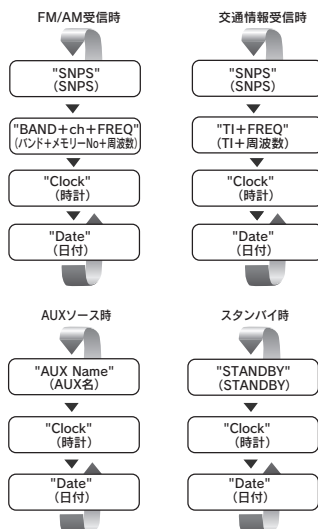 FM/AM受信時
"SNPS"
(SNPS)
"BAND+ch+FREQ"
(バンド+メモリーNo+周波数)
"Clock"
(時計)
"Date"
(日付)
交通情報受信時
"SNPS"
(SNPS)
"TI+FREQ"
(TI+周波数)
"Clock"
(時計)
"Date"
(日付)
AUXソース時
"AUX Name"
(AUX名)
"Clock"
(時計)
"Date"
(日付)
スタンバイ時
"STANDBY"
(STANDBY)
"Clock"
(時計)
"Date"
(日付)